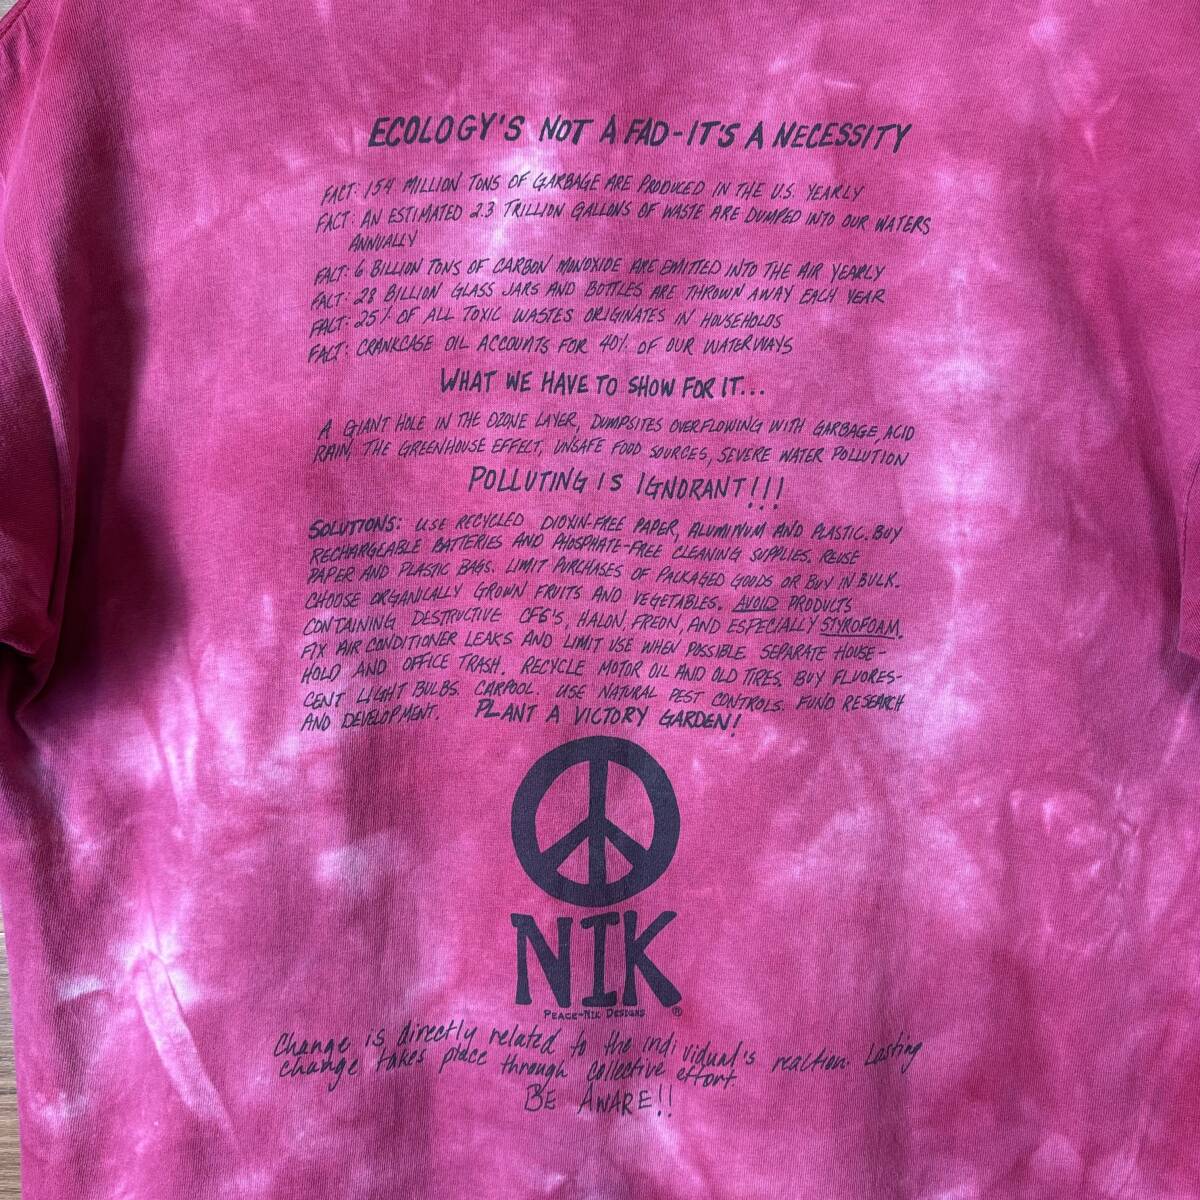 ECOLOGY'S NOT A FAD - IT'S A NECESSITY
FACT: 154 MILLION TONS OF GARBAGE ARE PRODUCED IN THE U.S. YEARLY
FACT: AN ESTIMATED 2.3 TRILLION GALLONS OF WASTE ARE DUMPED INTO OUR WATERS
ANNUALLY
FACT: 6 BILLION TONS OF CARBON MONOXIDE ARE EMITTED INTO THE AIR YEARLY
FACT: 28 BILLION GLASS JARS AND BOTTLES ARE THROWN AWAY EACH YEAR
FACT: 25% OF ALL TOXIC WASTES ORIGINATES IN HOUSEHOLDS
FACT: CRANKCASE OIL ACCOUNTS FOR 40% OF OUR WATERWAYS
WHAT WE HAVE TO SHOW FOR IT...
A GIANT HOLE IN THE OZONE LAYER, DUMPSITES OVERFLOWING WITH GARBAGE, ACID
RAIN, THE GREENHOUSE EFFECT, UNSAFE FOOD SOURCES, SEVERE WATER POLLUTION
POLLUTING IS IGNORANT!!!
SOLUTIONS: USE RECYCLED DIOXIN-FREE PAPER, ALUMINUM AND PLASTIC. BUY
RECHARGEABLE BATTERIES AND PHOSPHATE-FREE CLEANING SUPPLIES. REUSE
PAPER AND PLASTIC BAGS. LIMIT PURCHASES OF PACKAGED GOODS OR BUY IN BULK.
CHOOSE ORGANICALLY GROWN FRUITS AND VEGETABLES. AVOID PRODUCTS
CONTAINING DESTRUCTIVE CFG'S, HALON, FREON, AND ESPECIALLY STYROFOAM.
FIX AIR CONDITIONER LEAKS AND LIMIT USE WHEN POSSIBLE. SEPARATE HOUSE-
HOLD AND OFFICE TRASH. RECYCLE MOTOR OIL AND OLD TIRES. BUY FLUORES-
CENT LIGHT BULBS. CARPOOL. USE NATURAL PEST CONTROLS. FUND RESEARCH
AND DEVELOPMENT. PLANT A VICTORY GARDEN!
NIK
PEACE-NIK DESIGNS ®
Change is directly related to the individual's reaction. Lasting
change takes place through collective effort.
BE AWARE!!